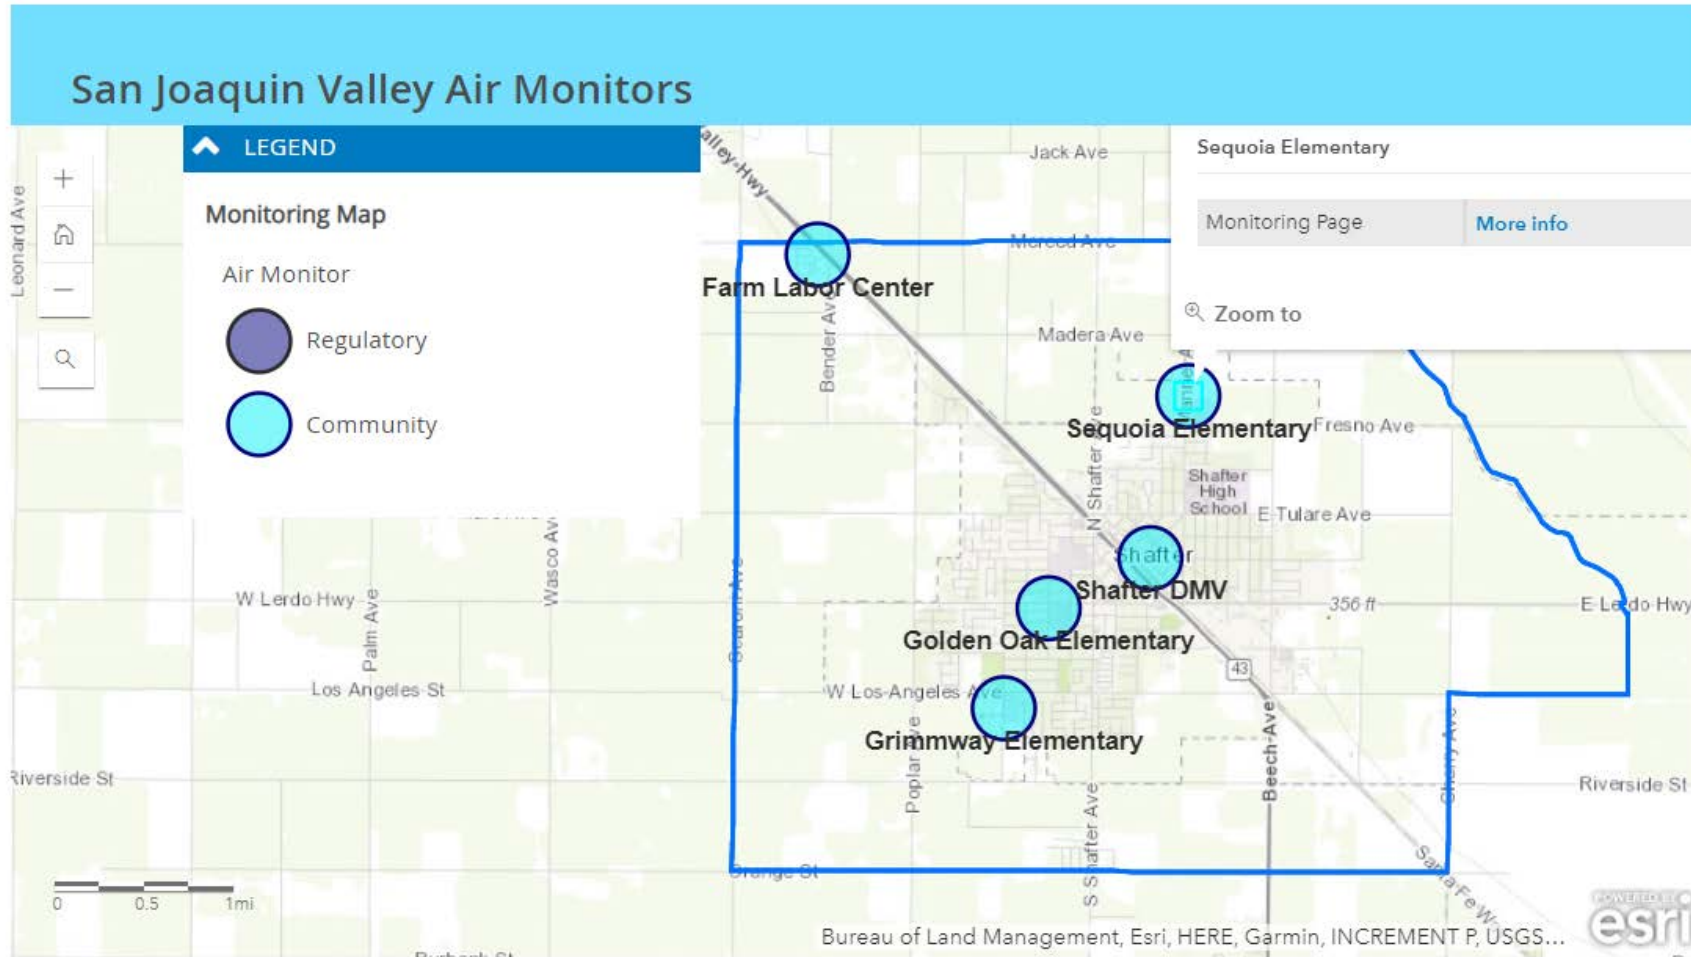 San Joaquin Valley Air Monitors
LEGEND
Monitoring Map
Air Monitor
Regulatory
Community
Sequoia Elementary
Monitoring Page
More info
Zoom to
Jack Ave
Merced Ave
Farm Labor Center
Madera Ave
Bender Ave
Leonard Ave
Sequoia Elementary
Fresno Ave
N Shafter Ave
Shafter
High
School
E Tulare Ave
Shafter
Shafter DMV
Wasco Av
W Lerdo Hwy
Palm Ave
356 ft
E Lerdo Hwy
Golden Oak Elementary
43
Los Angeles St
W Los Angeles Ave
Grimmway Elementary
Poplar Ave
Beech Ave
Cherry Ave
Riverside St
Riverside St
S Shafter Ave
Orange St
Santa Fe W
0
0.5
1mi
Bureau of Land Management, Esri, HERE, Garmin, INCREMENT P, USGS...
POWERED BY
esri